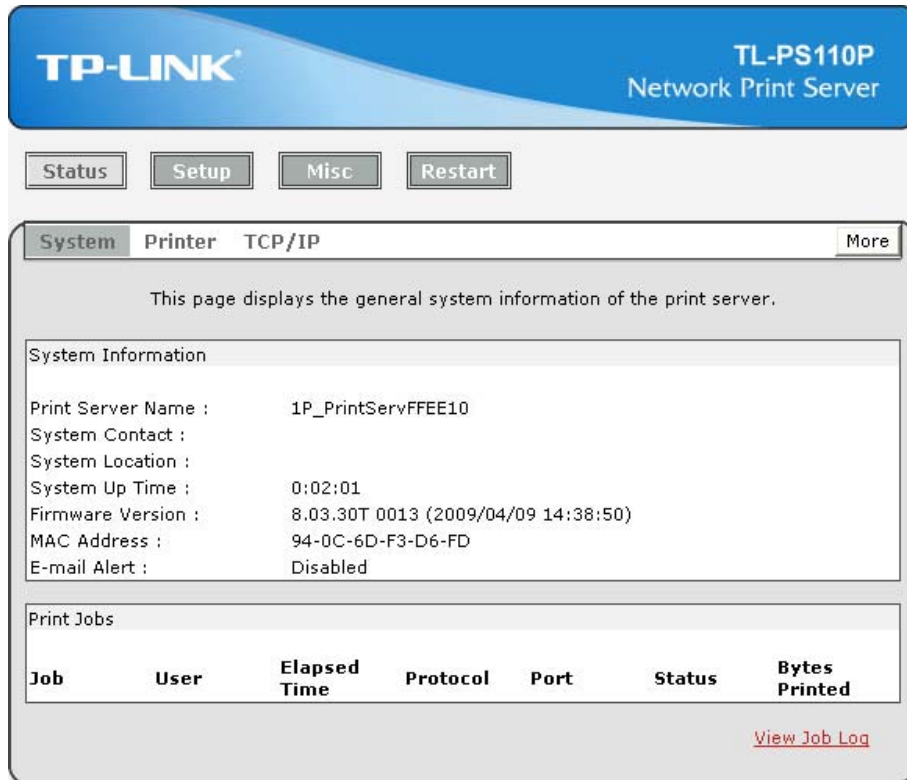 TP-LINK
TL-PS110P
Network Print Server
Status Setup Misc Restart
System Printer TCP/IP More
This page displays the general system information of the print server.
System Information
Print Server Name : 1P_PrintServFFEE10
System Contact :
System Location :
System Up Time : 0:02:01
Firmware Version : 8.03.30T 0013 (2009/04/09 14:38:50)
MAC Address : 94-0C-6D-F3-D6-FD
E-mail Alert : Disabled
Print Jobs
Job User Elapsed Time Protocol Port Status Bytes Printed
View Job Log